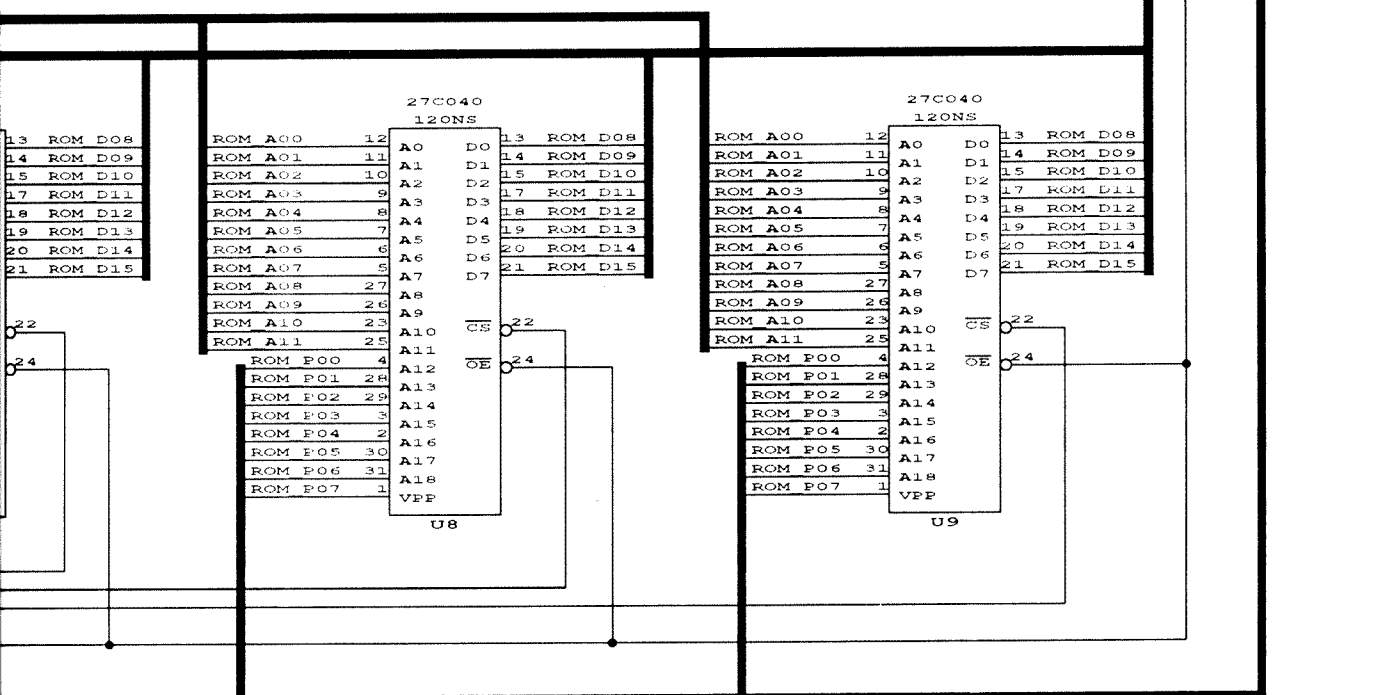 13 ROM D08
14 ROM D09
15 ROM D10
17 ROM D11
18 ROM D12
19 ROM D13
20 ROM D14
21 ROM D15
22
24
27C040
120NS
ROM A00 12 A0 D0 13 ROM D08
ROM A01 11 A1 D1 14 ROM D09
ROM A02 10 A2 D2 15 ROM D10
ROM A03 9 A3 D3 17 ROM D11
ROM A04 8 A4 D4 18 ROM D12
ROM A05 7 A5 D5 19 ROM D13
ROM A06 6 A6 D6 20 ROM D14
ROM A07 5 A7 D7 21 ROM D15
ROM A08 27 A8
ROM A09 26 A9
ROM A10 23 A10 CS 22
ROM A11 25 A11
ROM P00 4 A12 OE 24
ROM P01 28 A13
ROM P02 29 A14
ROM P03 3 A15
ROM P04 2 A16
ROM P05 30 A17
ROM P06 31 A18
ROM P07 1 VPP
U8
27C040
120NS
ROM A00 12 A0 D0 13 ROM D08
ROM A01 11 A1 D1 14 ROM D09
ROM A02 10 A2 D2 15 ROM D10
ROM A03 9 A3 D3 17 ROM D11
ROM A04 8 A4 D4 18 ROM D12
ROM A05 7 A5 D5 19 ROM D13
ROM A06 6 A6 D6 20 ROM D14
ROM A07 5 A7 D7 21 ROM D15
ROM A08 27 A8
ROM A09 26 A9
ROM A10 23 A10 CS 22
ROM A11 25 A11
ROM P00 4 A12 OE 24
ROM P01 28 A13
ROM P02 29 A14
ROM P03 3 A15
ROM P04 2 A16
ROM P05 30 A17
ROM P06 31 A18
ROM P07 1 VPP
U9